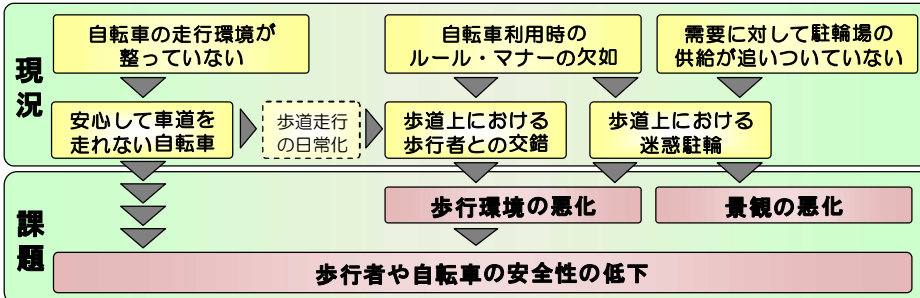 現況
自転車の走行環境が
整っていない
自転車利用時の
ルール・マナーの欠如
需要に対して駐輪場の
供給が追いついていない
安心して車道を
走れない自転車
歩道走行
の日常化
歩道上における
歩行者との交錯
歩道上における
迷惑駐輪
課題
歩行環境の悪化
景観の悪化
歩行者や自転車の安全性の低下